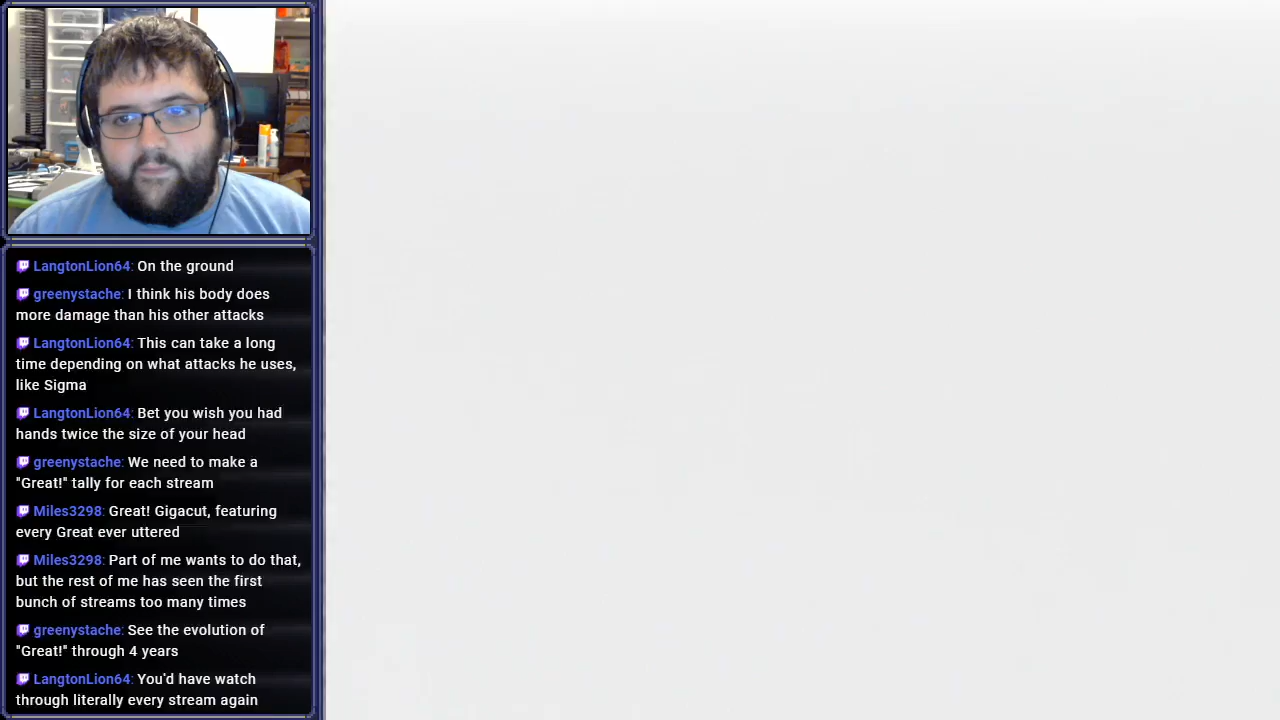 LangtonLion64: On the ground
greenystache: I think his body does
more damage than his other attacks
LangtonLion64: This can take a long
time depending on what attacks he uses,
like Sigma
LangtonLion64: Bet you wish you had
hands twice the size of your head
greenystache: We need to make a
"Great!" tally for each stream
Miles3298: Great! Gigacut, featuring
every Great ever uttered
Miles3298: Part of me wants to do that,
but the rest of me has seen the first
bunch of streams too many times
greenystache: See the evolution of
"Great!" through 4 years
LangtonLion64: You'd have watch
through literally every stream again